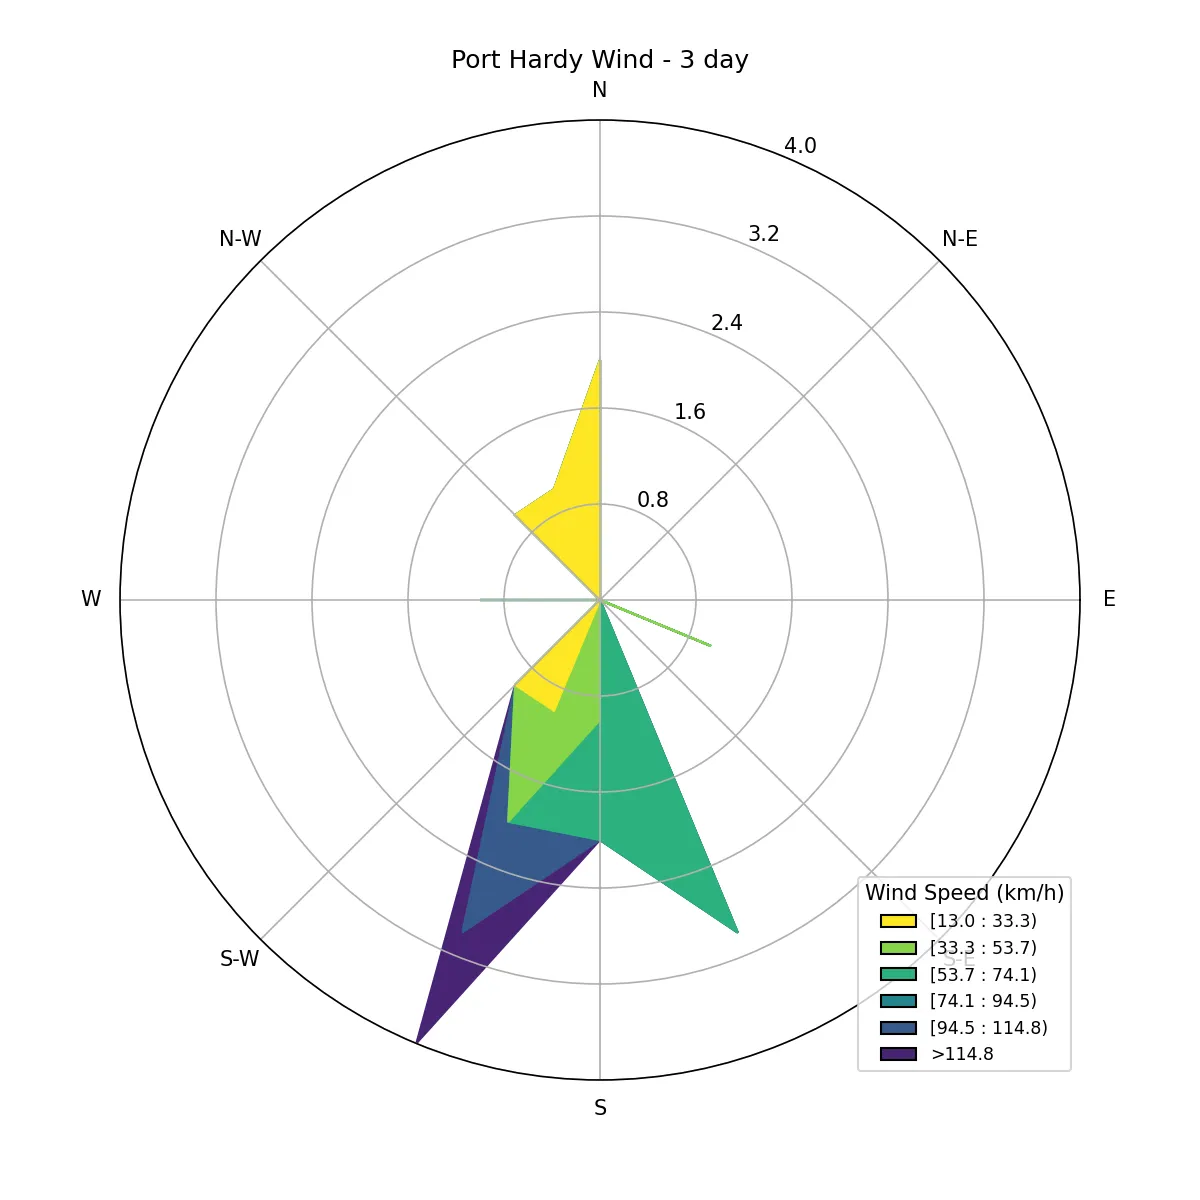 Port Hardy Wind - 3 day
N
4.0
N-W
3.2
N-E
2.4
1.6
0.8
W
E
S-W
S-E
S
Wind Speed (km/h)
[13.0 : 33.3)
[33.3 : 53.7)
[53.7 : 74.1)
[74.1 : 94.5)
[94.5 : 114.8)
>114.8